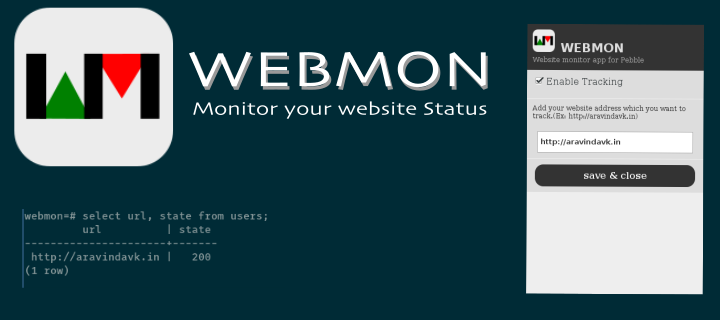 WM
WEBMON
Monitor your website Status
webmon=# select url, state from users;
url | state
----------------------+-------
http://aravindavk.in | 200
(1 row)
WM
WEBMON
Website monitor app for Pebble
Enable Tracking
Add your website address which you want to
track.(Ex: http://aravindavk.in)
http://aravindavk.in
save & close